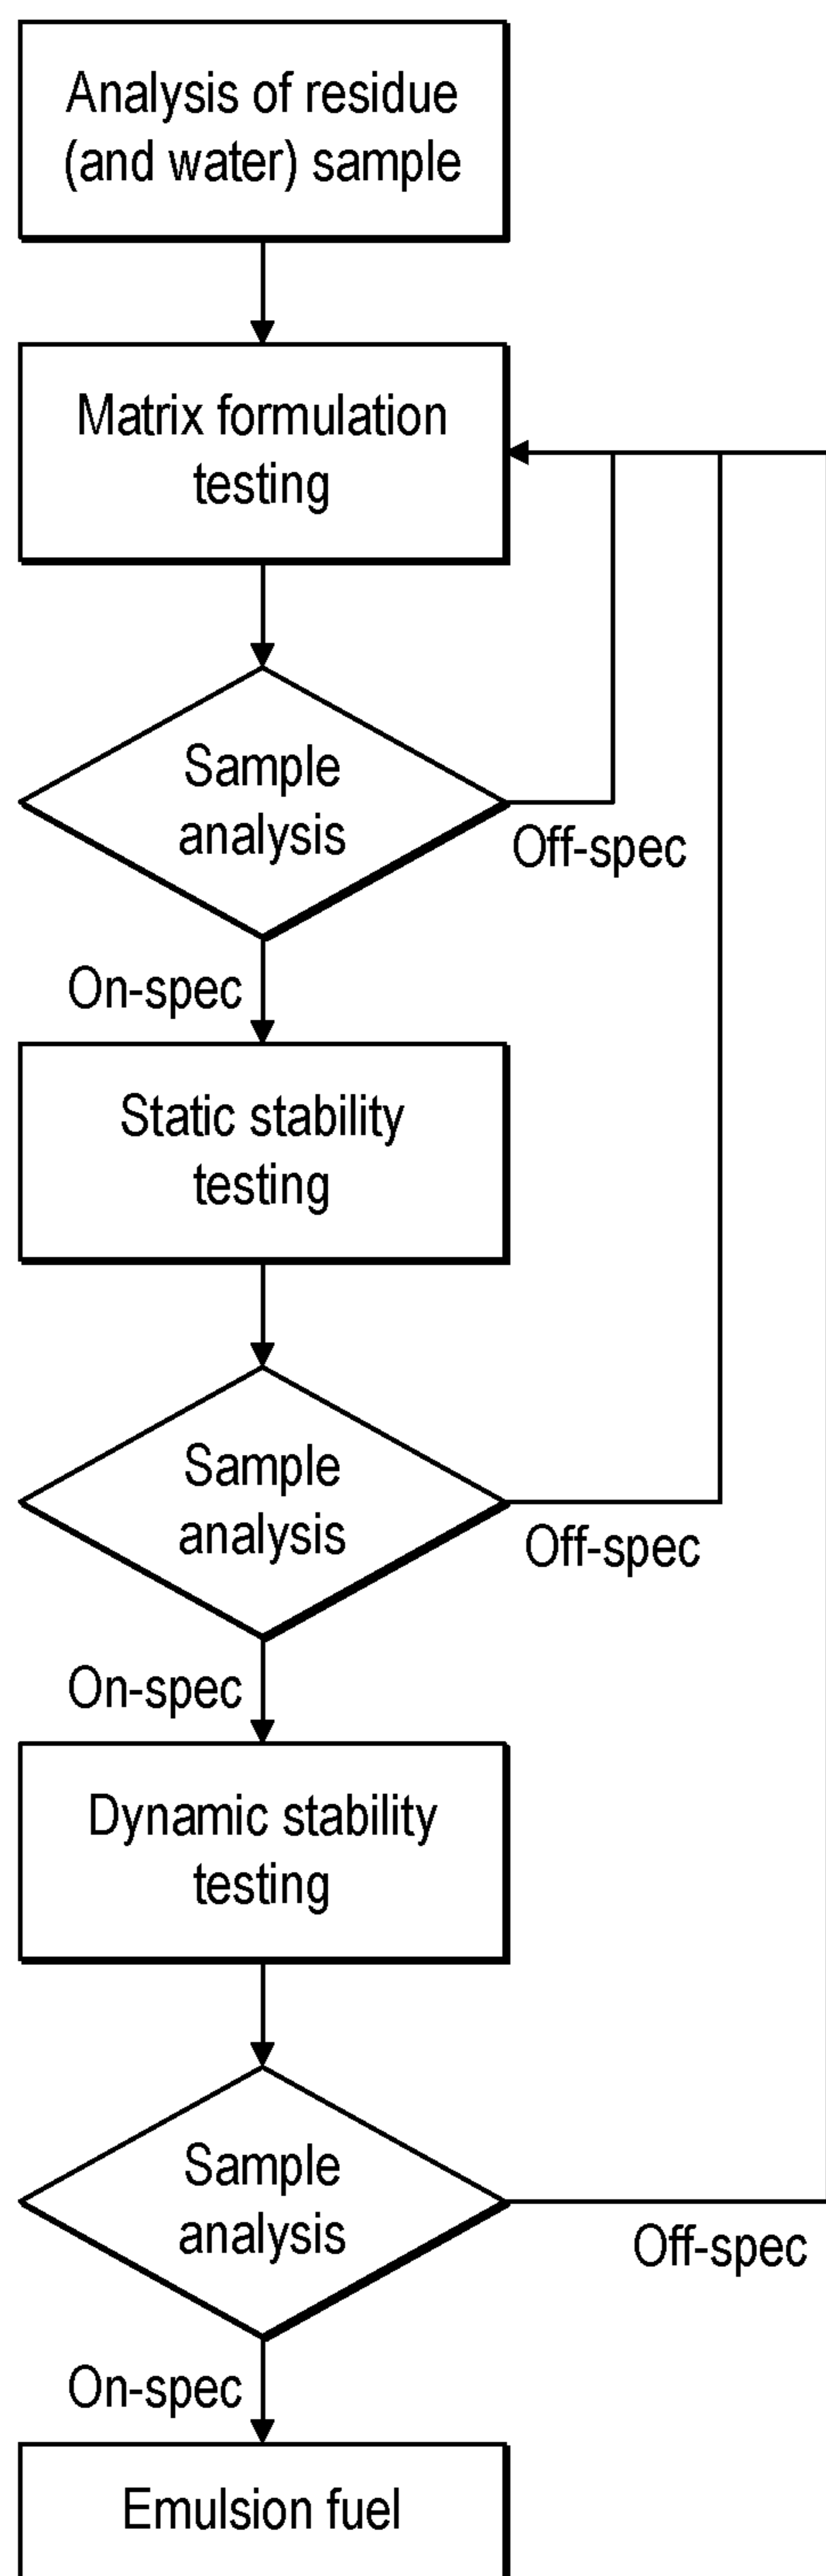 Analysis of residue
(and water) sample
Matrix formulation
testing
Sample
analysis
Off-spec
On-spec
Static stability
testing
Sample
analysis
Off-spec
On-spec
Dynamic stability
testing
Sample
analysis
Off-spec
On-spec
Emulsion fuel